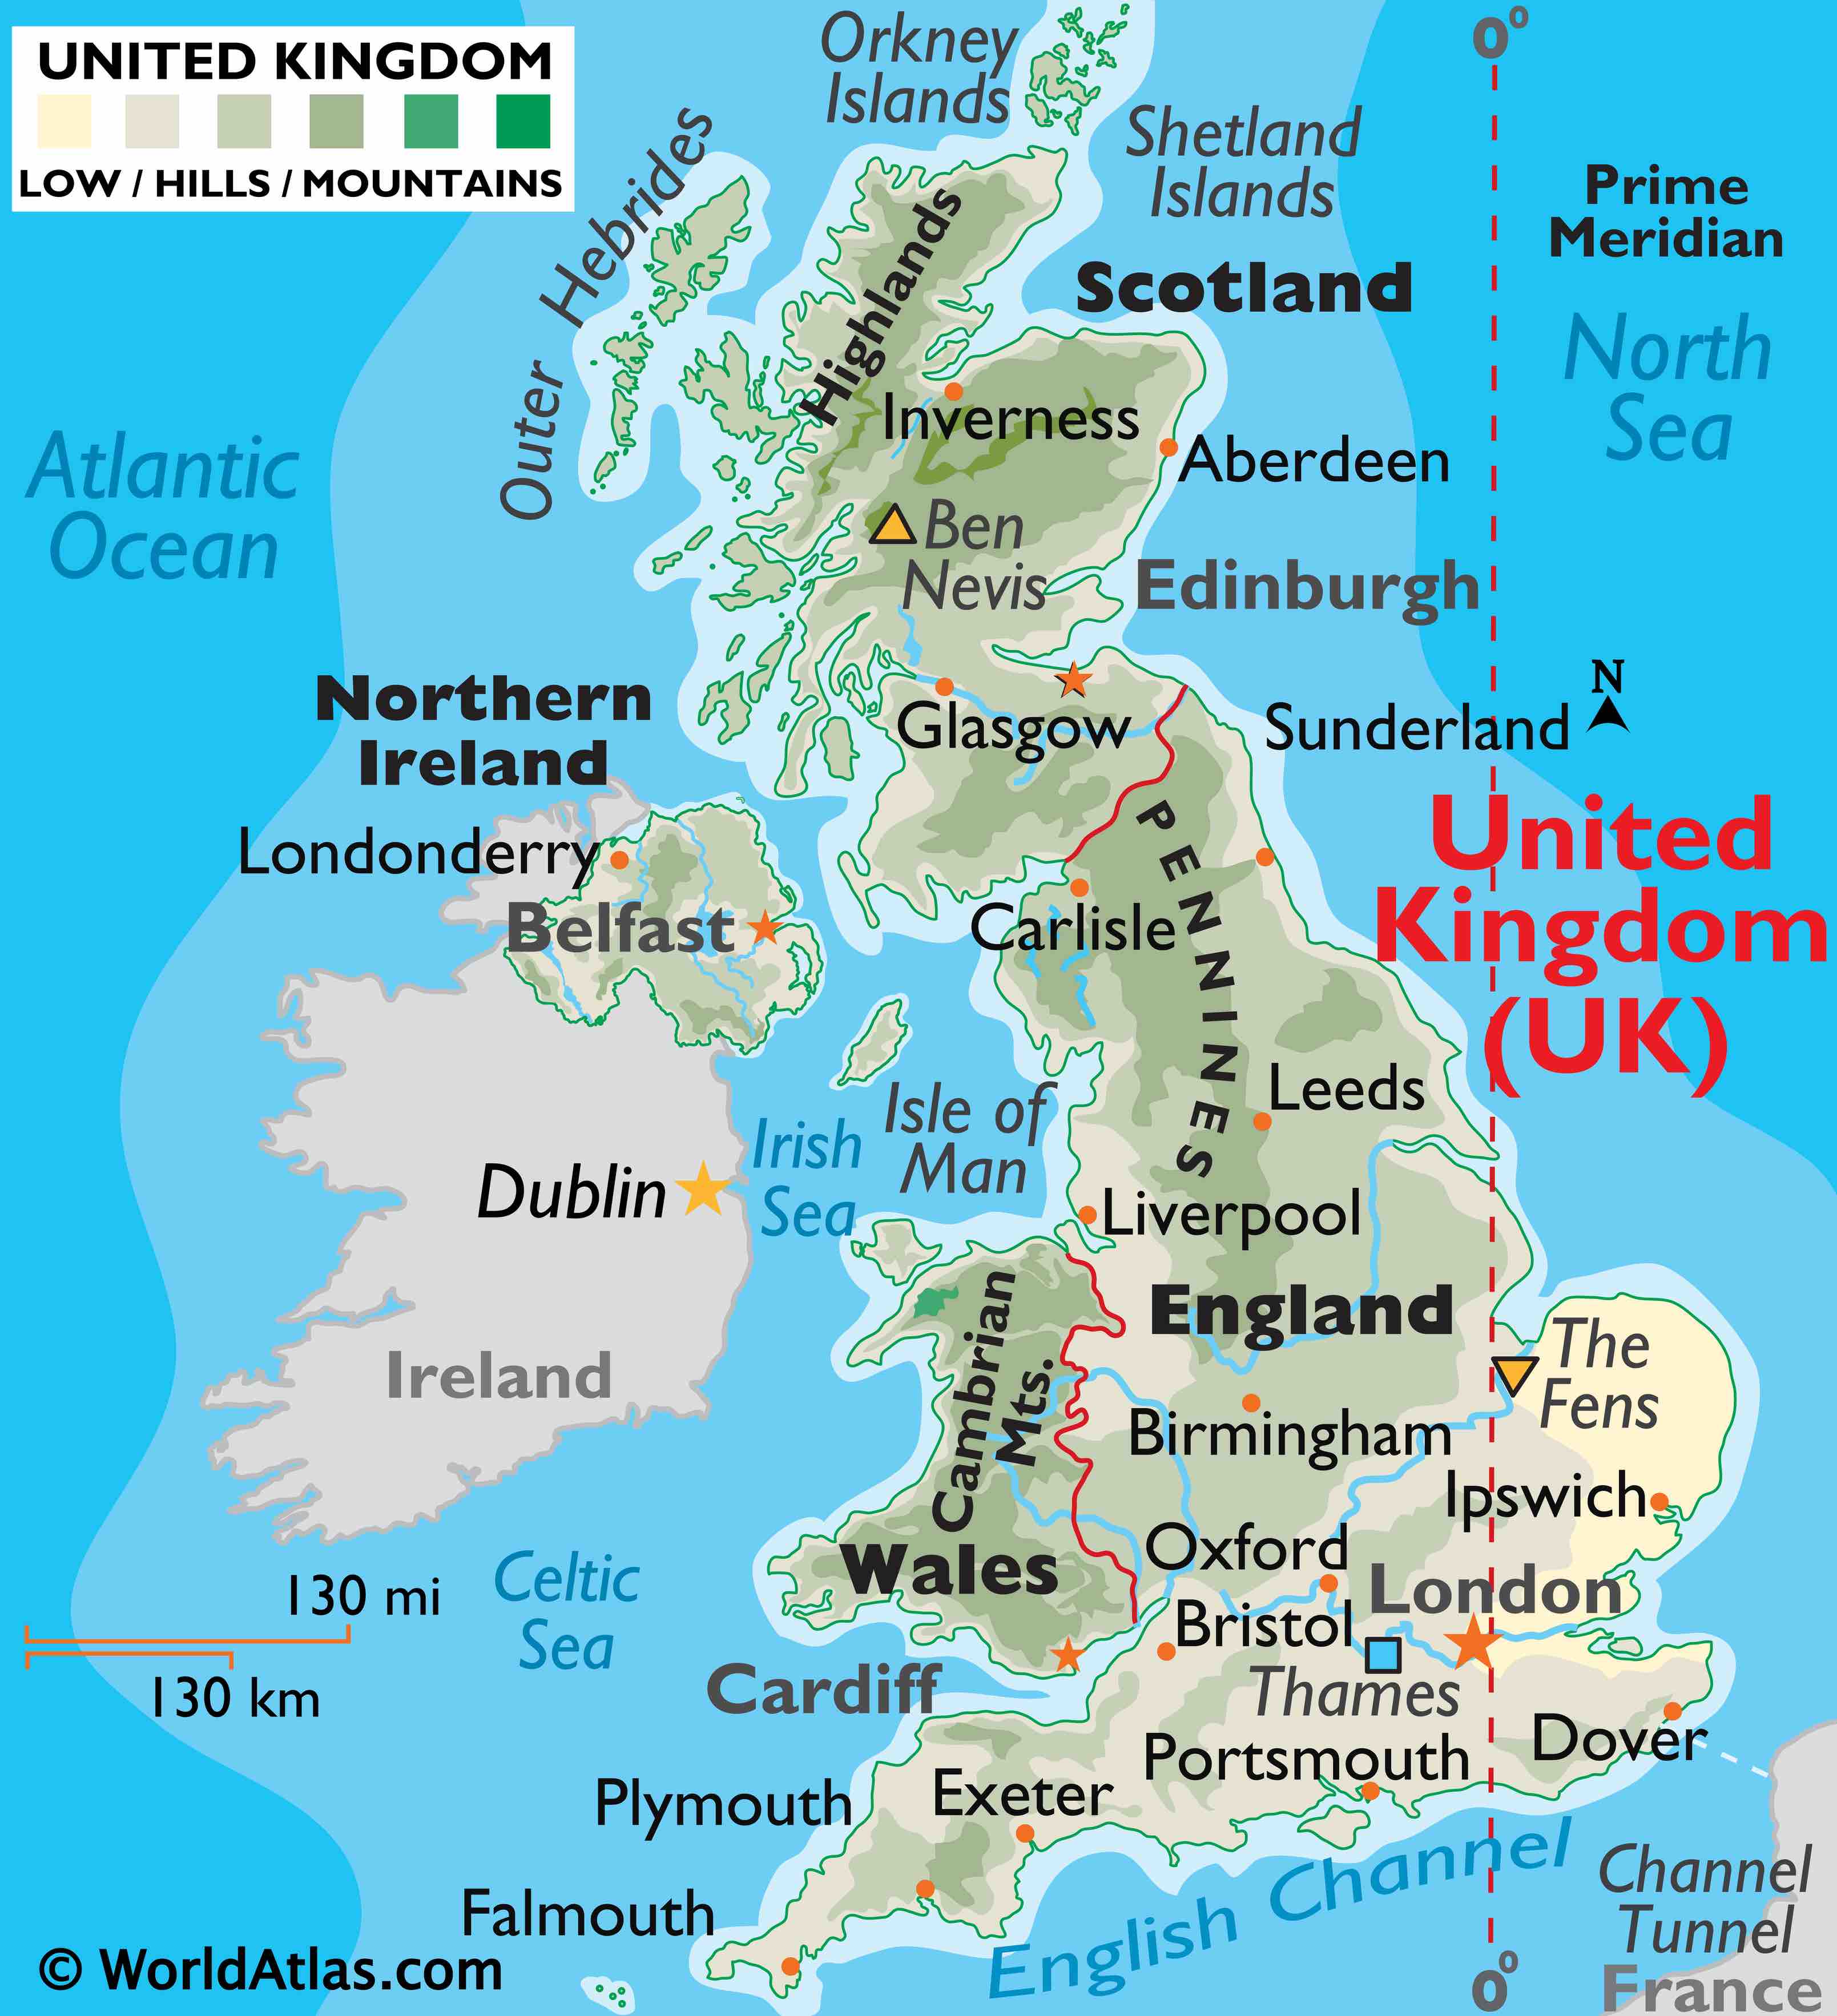 UNITED KINGDOM
LOW / HILLS / MOUNTAINS
Orkney
Islands
0°
Shetland
Islands
Prime
Meridian
Outer Hebrides
Highlands
Scotland
North
Sea
Atlantic
Ocean
Inverness
Aberdeen
Ben
Nevis
Edinburgh
Northern
Ireland
Glasgow
Sunderland
N
United
Kingdom
(UK)
Londonderry
Belfast
Carlisle
PENNINES
Leeds
Isle of
Man
Irish
Sea
Dublin
Liverpool
Ireland
Cambrian
Mts.
England
The
Fens
Birmingham
Ipswich
Oxford
London
Wales
130 mi
130 km
Celtic
Sea
Bristol
Cardiff
Thames
Portsmouth
Dover
Plymouth
Exeter
Falmouth
English Channel
Channel
Tunnel
France
0°
© WorldAtlas.com